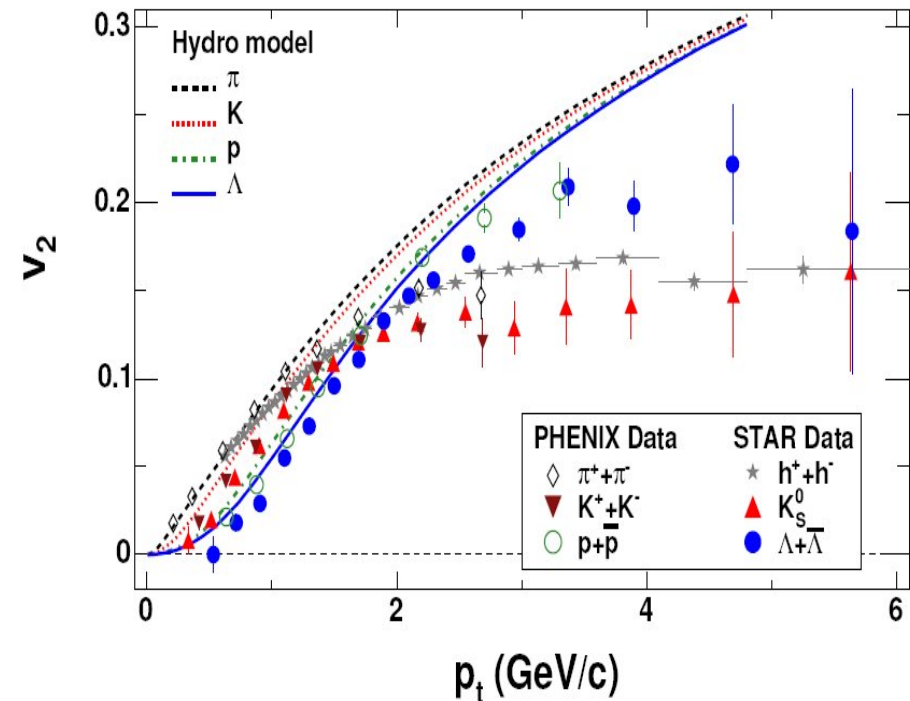 0.3
0.2
0.1
0
v₂
Hydro model
π
K
p
Λ
PHENIX Data
π⁺+π⁻
K⁺+K⁻
p+p̅
STAR Data
h⁺+h⁻
K⁰_S
Λ+Λ̅
0 2 4 6
pₜ (GeV/c)